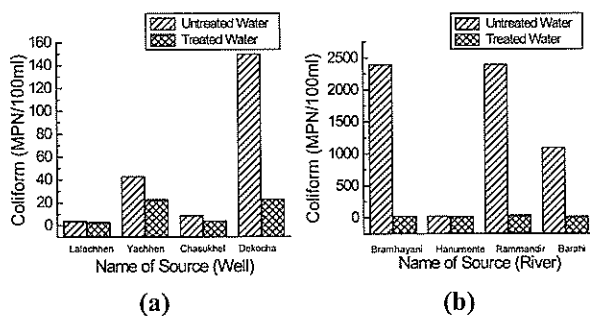 Untreated Water
Treated Water
Coliform (MPN/100ml)
160
140
120
100
80
60
40
20
0
Lalachhen Yachhen Chasukhel Dekocha
Name of Source (Well)
(a)
Untreated Water
Treated Water
Coliform (MPN/100ml)
2500
2000
1500
1000
500
0
Bramhayani Hanumante Rammandir Barahi
Name of Source (River)
(b)